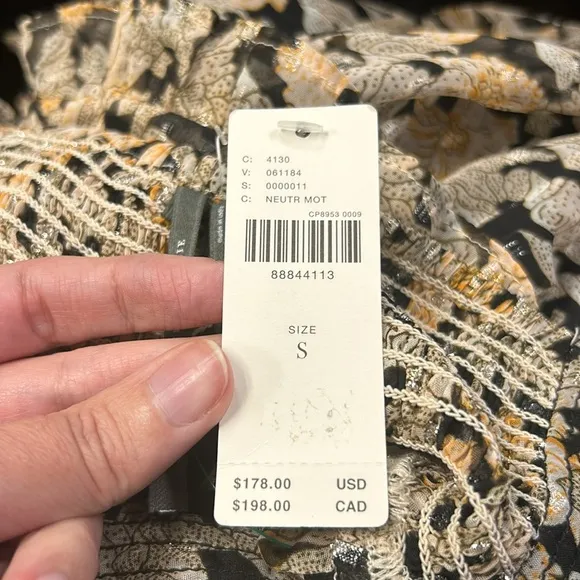 C: 4130
V: 061184
S: 0000011
C: NEUTR MOT
CP8953 0009
88844113
SIZE
S
$178.00 USD
$198.00 CAD